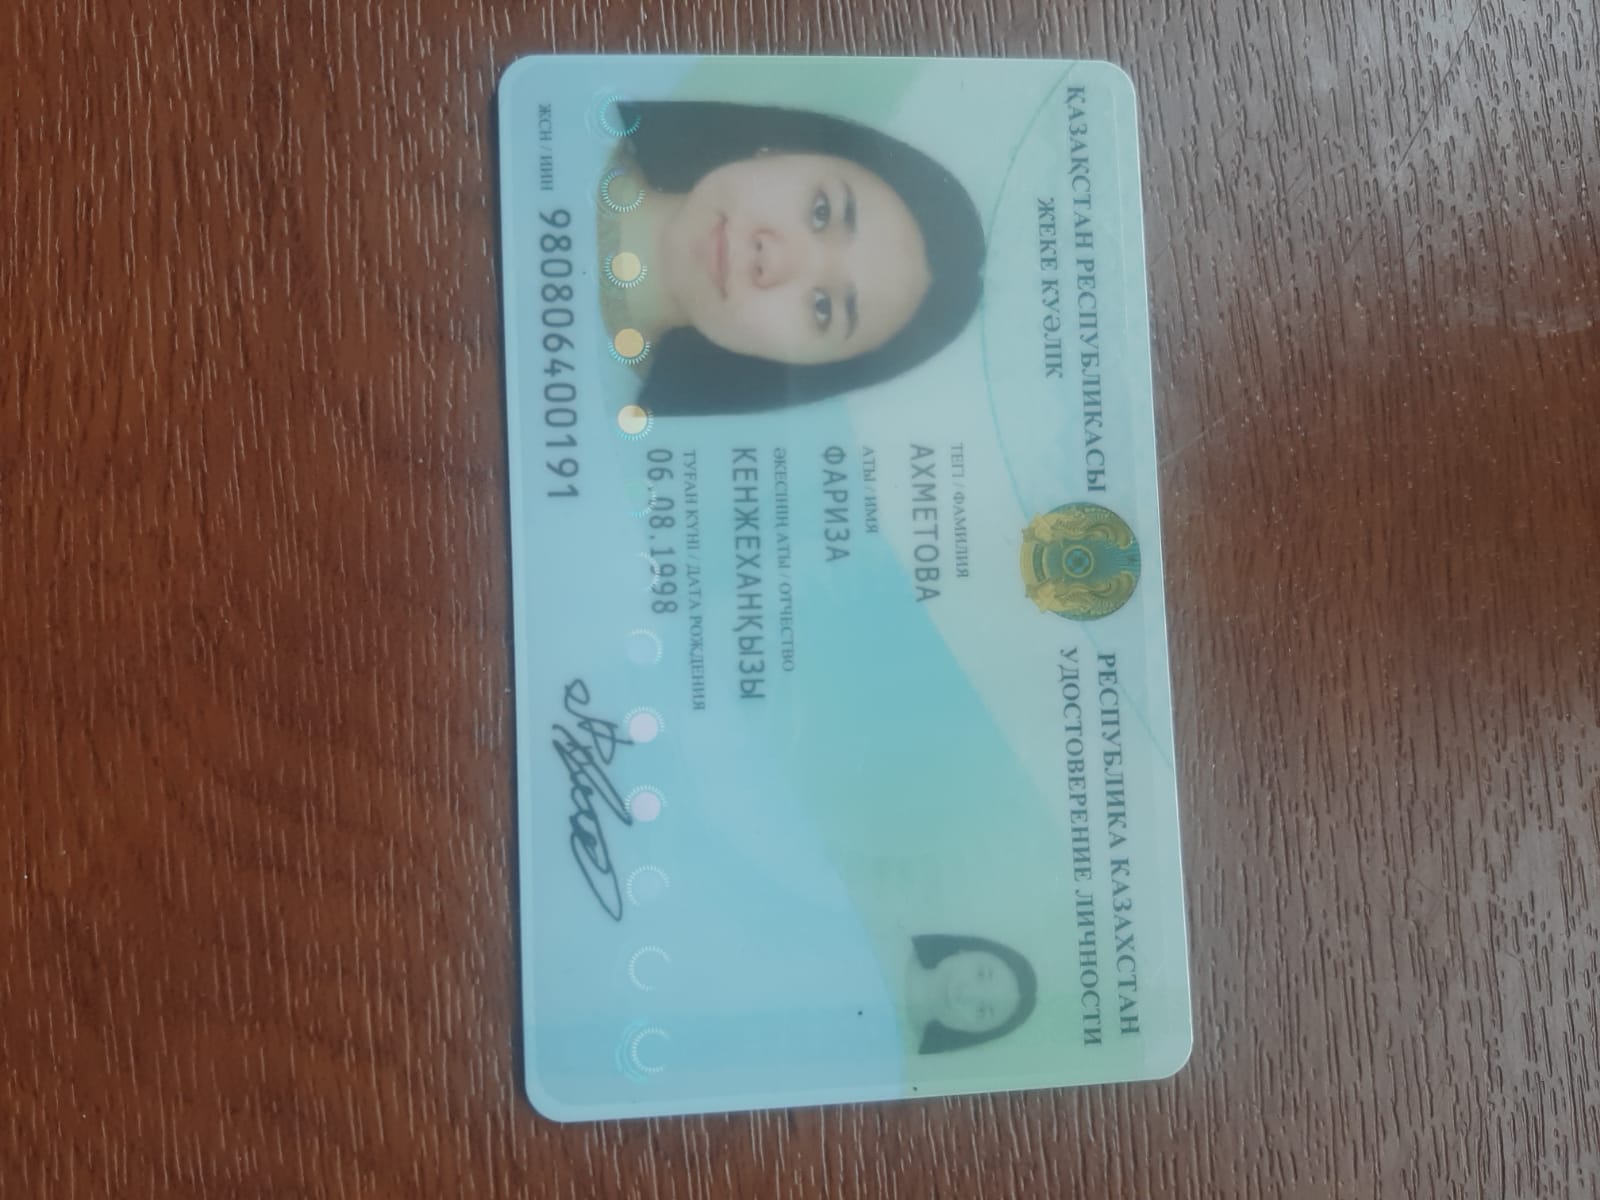 ҚАЗАҚСТАН РЕСПУБЛИКАСЫ
ЖЕКЕ КУӘЛІК
РЕСПУБЛИКА КАЗАХСТАН
УДОСТОВЕРЕНИЕ ЛИЧНОСТИ
ТЕГІ / ФАМИЛИЯ
АХМЕТОВА
АТЫ / ИМЯ
ФАРИЗА
ӘКЕСІНІҢ АТЫ / ОТЧЕСТВО
КЕНЖЕХАНҚЫЗЫ
ТУҒАН КҮНІ / ДАТА РОЖДЕНИЯ
06.08.1998
ЖСН / ИИН 980806400191